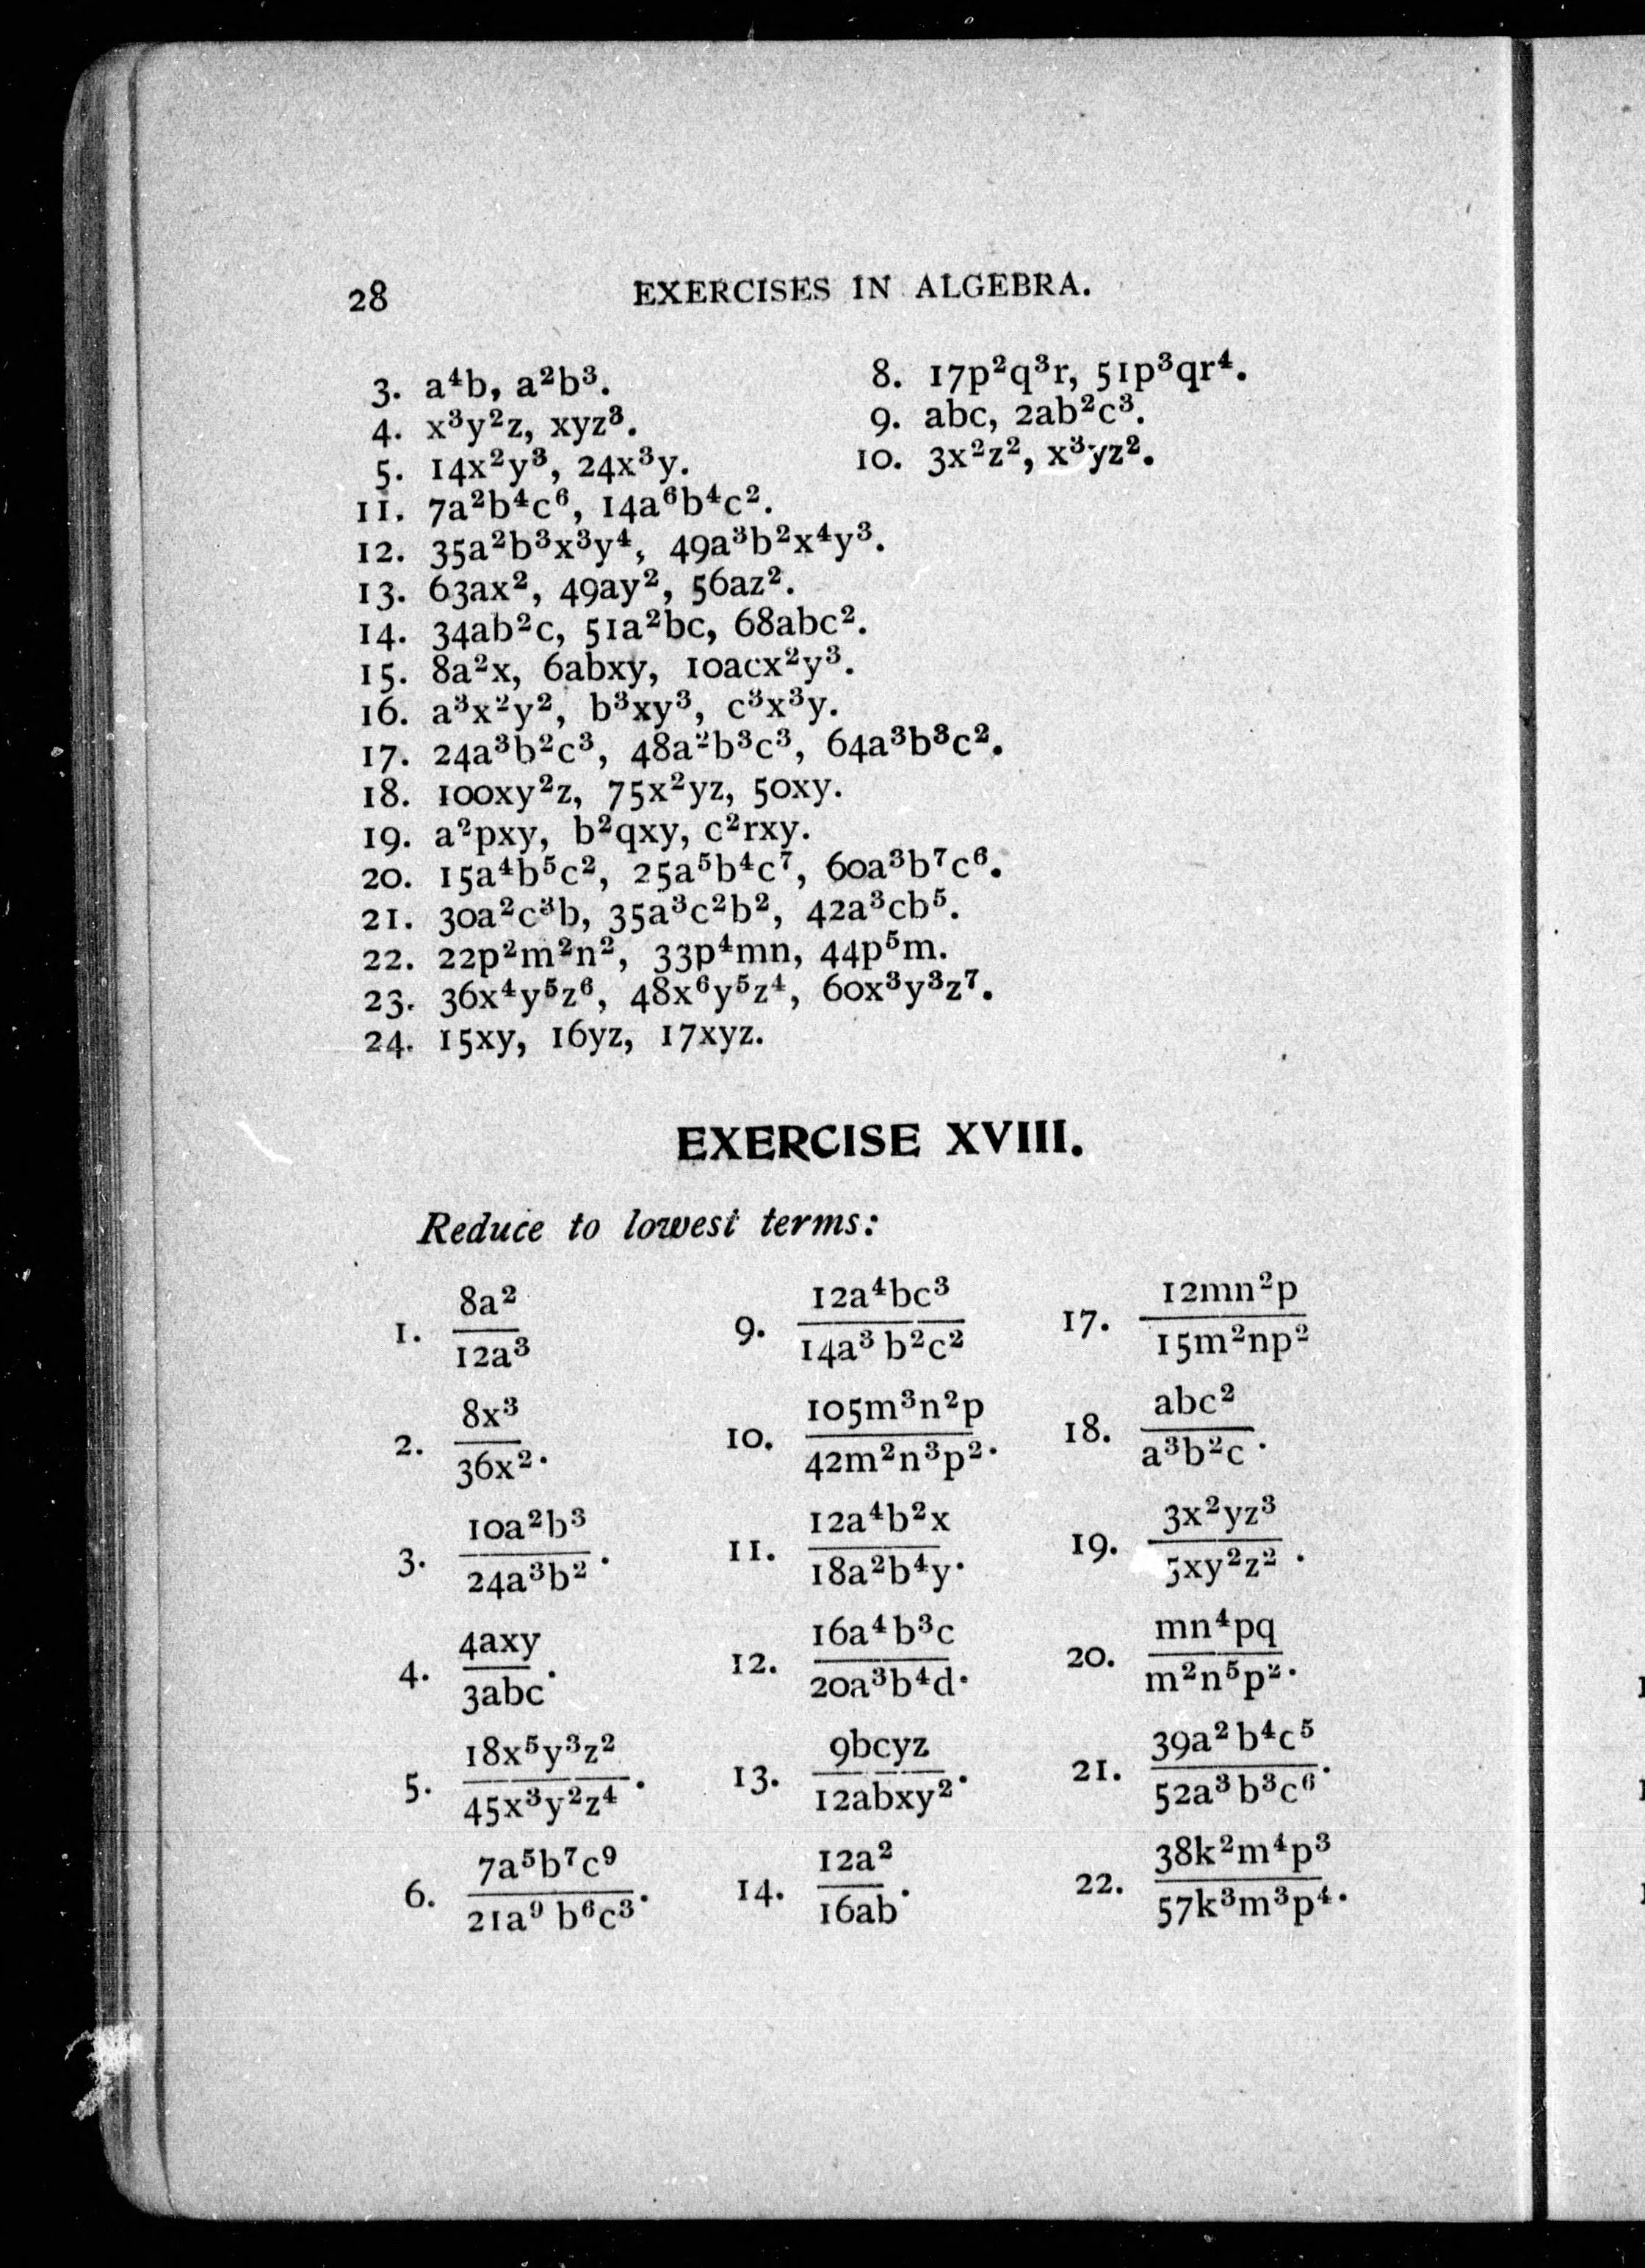 28 EXERCISES IN ALGEBRA.
3. a⁴b, a²b³.
4. x³y²z, xyz³.
5. 14x²y³, 24x³y.
8. 17p²q³r, 51p³qr⁴.
9. abc, 2ab²c³.
10. 3x²z², x³yz².
11. 7a²b⁴c⁶, 14a⁶b⁴c².
12. 35a²b³x³y⁴, 49a³b²x⁴y³.
13. 63ax², 49ay², 56az².
14. 34ab²c, 51a²bc, 68abc².
15. 8a²x, 6abxy, 10acx²y³.
16. a³x²y², b³xy³, c³x³y.
17. 24a³b²c³, 48a²b³c³, 64a³b³c².
18. 100xy²z, 75x²yz, 50xy.
19. a²pxy, b²qxy, c²rxy.
20. 15a⁴b⁵c², 25a⁵b⁴c⁷, 60a³b⁷c⁶.
21. 30a²c³b, 35a³c²b², 42a³cb⁵.
22. 22p²m²n², 33p⁴mn, 44p⁵m.
23. 36x⁴y⁵z⁶, 48x⁶y⁵z⁴, 60x³y³z⁷.
24. 15xy, 16yz, 17xyz.
EXERCISE XVIII.
Reduce to lowest terms:
1. 8a²/12a³
2. 8x³/36x².
3. 10a²b³/24a³b².
4. 4axy/3abc.
5. 18x⁵y³z²/45x³y²z⁴.
6. 7a⁵b⁷c⁹/21a⁹b⁶c³.
9. 12a⁴bc³/14a³b²c²
10. 105m³n²p/42m²n³p².
11. 12a⁴b²x/18a²b⁴y.
12. 16a⁴b³c/20a³b⁴d.
13. 9bcyz/12abxy².
14. 12a²/16ab.
17. 12mn²p/15m²np²
18. abc²/a³b²c.
19. 3x²yz³/5xy²z².
20. mn⁴pq/m²n⁵p².
21. 39a²b⁴c⁵/52a³b³c⁶.
22. 38k²m⁴p³/57k³m³p⁴.